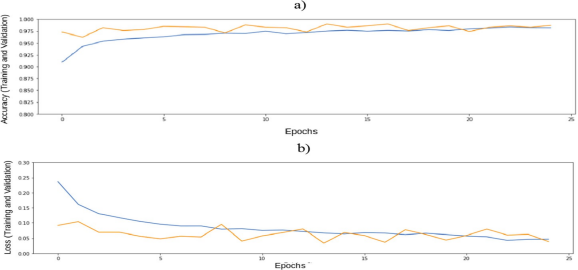 a)
Accuracy (Training and Validation)
1.000
0.975
0.950
0.925
0.900
0.875
0.850
0.825
0.800
0 5 10 15 20 25
Epochs
b)
Loss (Training and Validation)
0.30
0.25
0.20
0.15
0.10
0.05
0.00
0 5 10 15 20 25
Epochs